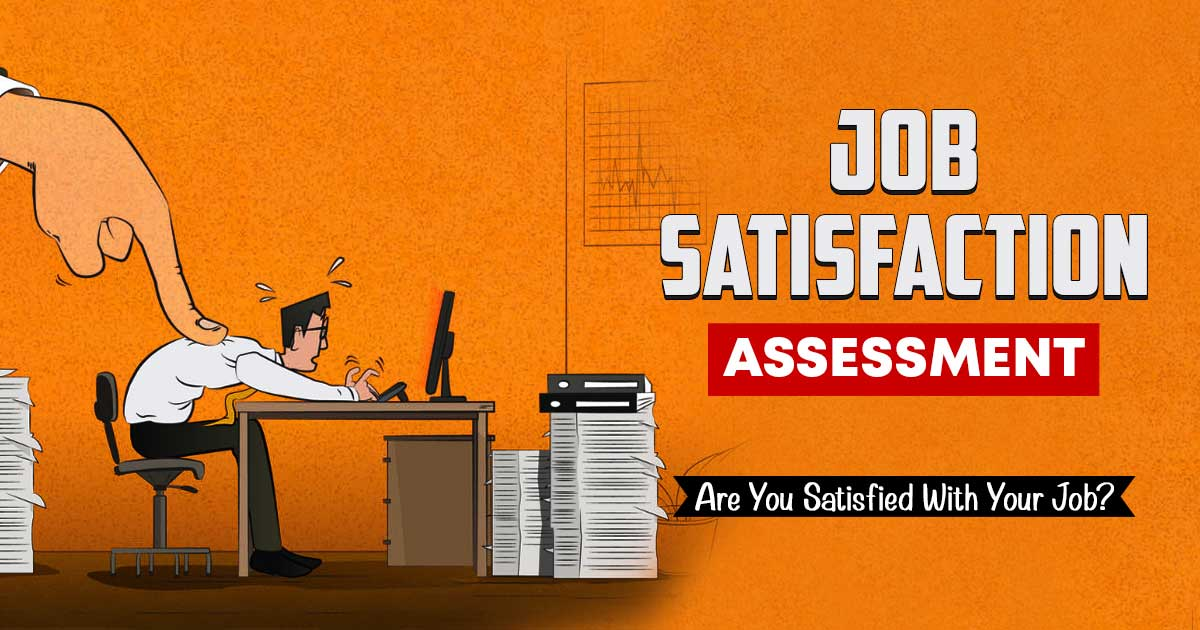 JOB
SATISFACTION
ASSESSMENT
Are You Satisfied With Your Job?